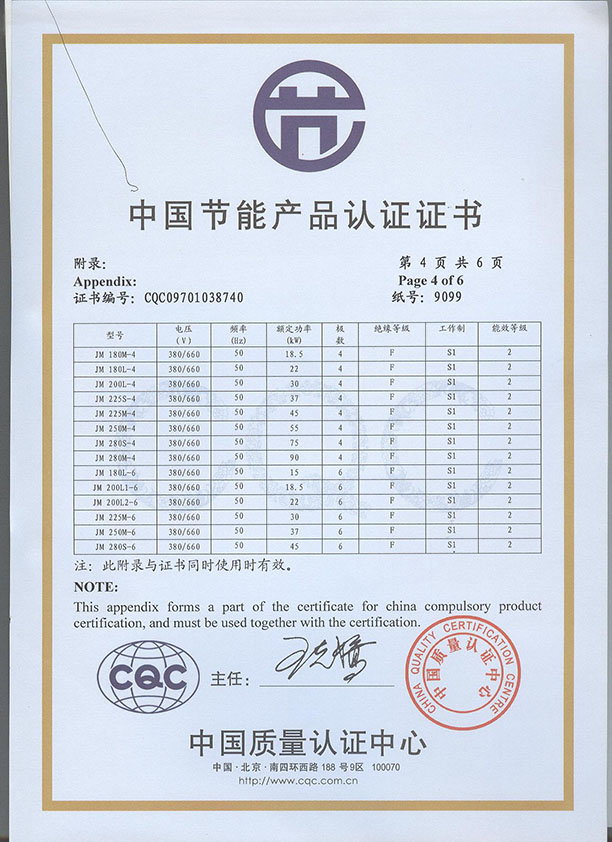 中国节能产品认证证书
附录： 第 4 页 共 6 页
Appendix: Page 4 of 6
证书编号：CQC09701038740 纸号：9099
型号 电压（V） 频率(Hz) 额定功率(kW) 极数 绝缘等级 工作制 能效等级
JM 180M-4 380/660 50 18.5 4 F S1 2
JM 180L-4 380/660 50 22 4 F S1 2
JM 200L-4 380/660 50 30 4 F S1 2
JM 225S-4 380/660 50 37 4 F S1 2
JM 225M-4 380/660 50 45 4 F S1 2
JM 250M-4 380/660 50 55 4 F S1 2
JM 280S-4 380/660 50 75 4 F S1 2
JM 280M-4 380/660 50 90 4 F S1 2
JM 180L-6 380/660 50 15 6 F S1 2
JM 200L1-6 380/660 50 18.5 6 F S1 2
JM 200L2-6 380/660 50 22 6 F S1 2
JM 225M-6 380/660 50 30 6 F S1 2
JM 250M-6 380/660 50 37 6 F S1 2
JM 280S-6 380/660 50 45 6 F S1 2
注：此附录与证书同时使用时有效。
NOTE:
This appendix forms a part of the certificate for china compulsory product
certification, and must be used together with the certification.
CQC
主任：
CHINA QUALITY CERTIFICATION CENTRE
中国质量认证中心
中国质量认证中心
中国·北京·南四环西路 188 号9区 100070
http://www.cqc.com.cn